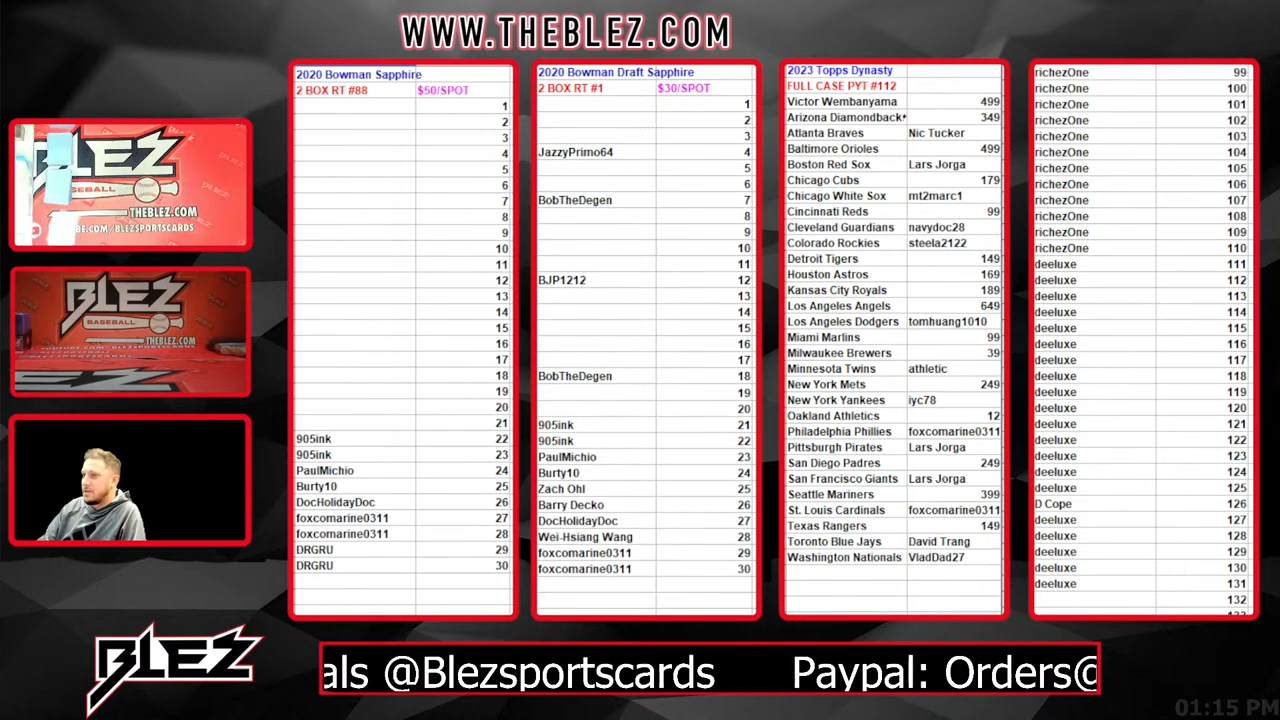 WWW.THEBLEZ.COM
BLEZ
BASEBALL
THEBLEZ.COM
BE.COM/BLEZSPORTSCARDS
BLEZ
BASEBALL
THEBLEZ.COM
2020 Bowman Sapphire
2 BOX RT #88 $50/SPOT
1
2
3
4
5
6
7
8
9
10
11
12
13
14
15
16
17
18
19
20
21
905ink 22
905ink 23
PaulMichio 24
Burty10 25
DocHolidayDoc 26
foxcomarine0311 27
foxcomarine0311 28
DRGRU 29
DRGRU 30
2020 Bowman Draft Sapphire
2 BOX RT #1 $30/SPOT
1
2
3
JazzyPrimo64 4
5
6
BobTheDegen 7
8
9
10
11
BJP1212 12
13
14
15
16
17
BobTheDegen 18
19
20
905ink 21
905ink 22
PaulMichio 23
Burty10 24
Zach Ohl 25
Barry Decko 26
DocHolidayDoc 27
Wei-Hsiang Wang 28
foxcomarine0311 29
foxcomarine0311 30
2023 Topps Dynasty
FULL CASE PYT #112
Victor Wembanyama 499
Arizona Diamondback 349
Atlanta Braves Nic Tucker
Baltimore Orioles 499
Boston Red Sox Lars Jorga
Chicago Cubs 179
Chicago White Sox mt2marc1
Cincinnati Reds 99
Cleveland Guardians navydoc28
Colorado Rockies steela2122
Detroit Tigers 149
Houston Astros 169
Kansas City Royals 189
Los Angeles Angels 649
Los Angeles Dodgers tomhuang1010
Miami Marlins 99
Milwaukee Brewers 39
Minnesota Twins athletic
New York Mets 249
New York Yankees iyc78
Oakland Athletics 12
Philadelphia Phillies foxcomarine0311
Pittsburgh Pirates Lars Jorga
San Diego Padres 249
San Francisco Giants Lars Jorga
Seattle Mariners 399
St. Louis Cardinals foxcomarine0311
Texas Rangers 149
Toronto Blue Jays David Trang
Washington Nationals VladDad27
richezOne 99
richezOne 100
richezOne 101
richezOne 102
richezOne 103
richezOne 104
richezOne 105
richezOne 106
richezOne 107
richezOne 108
richezOne 109
richezOne 110
deeluxe 111
deeluxe 112
deeluxe 113
deeluxe 114
deeluxe 115
deeluxe 116
deeluxe 117
deeluxe 118
deeluxe 119
deeluxe 120
deeluxe 121
deeluxe 122
deeluxe 123
deeluxe 124
deeluxe 125
D Cope 126
deeluxe 127
deeluxe 128
deeluxe 129
deeluxe 130
deeluxe 131
132
BLEZ
als @Blezsportscards Paypal: Orders@
01:15 PM